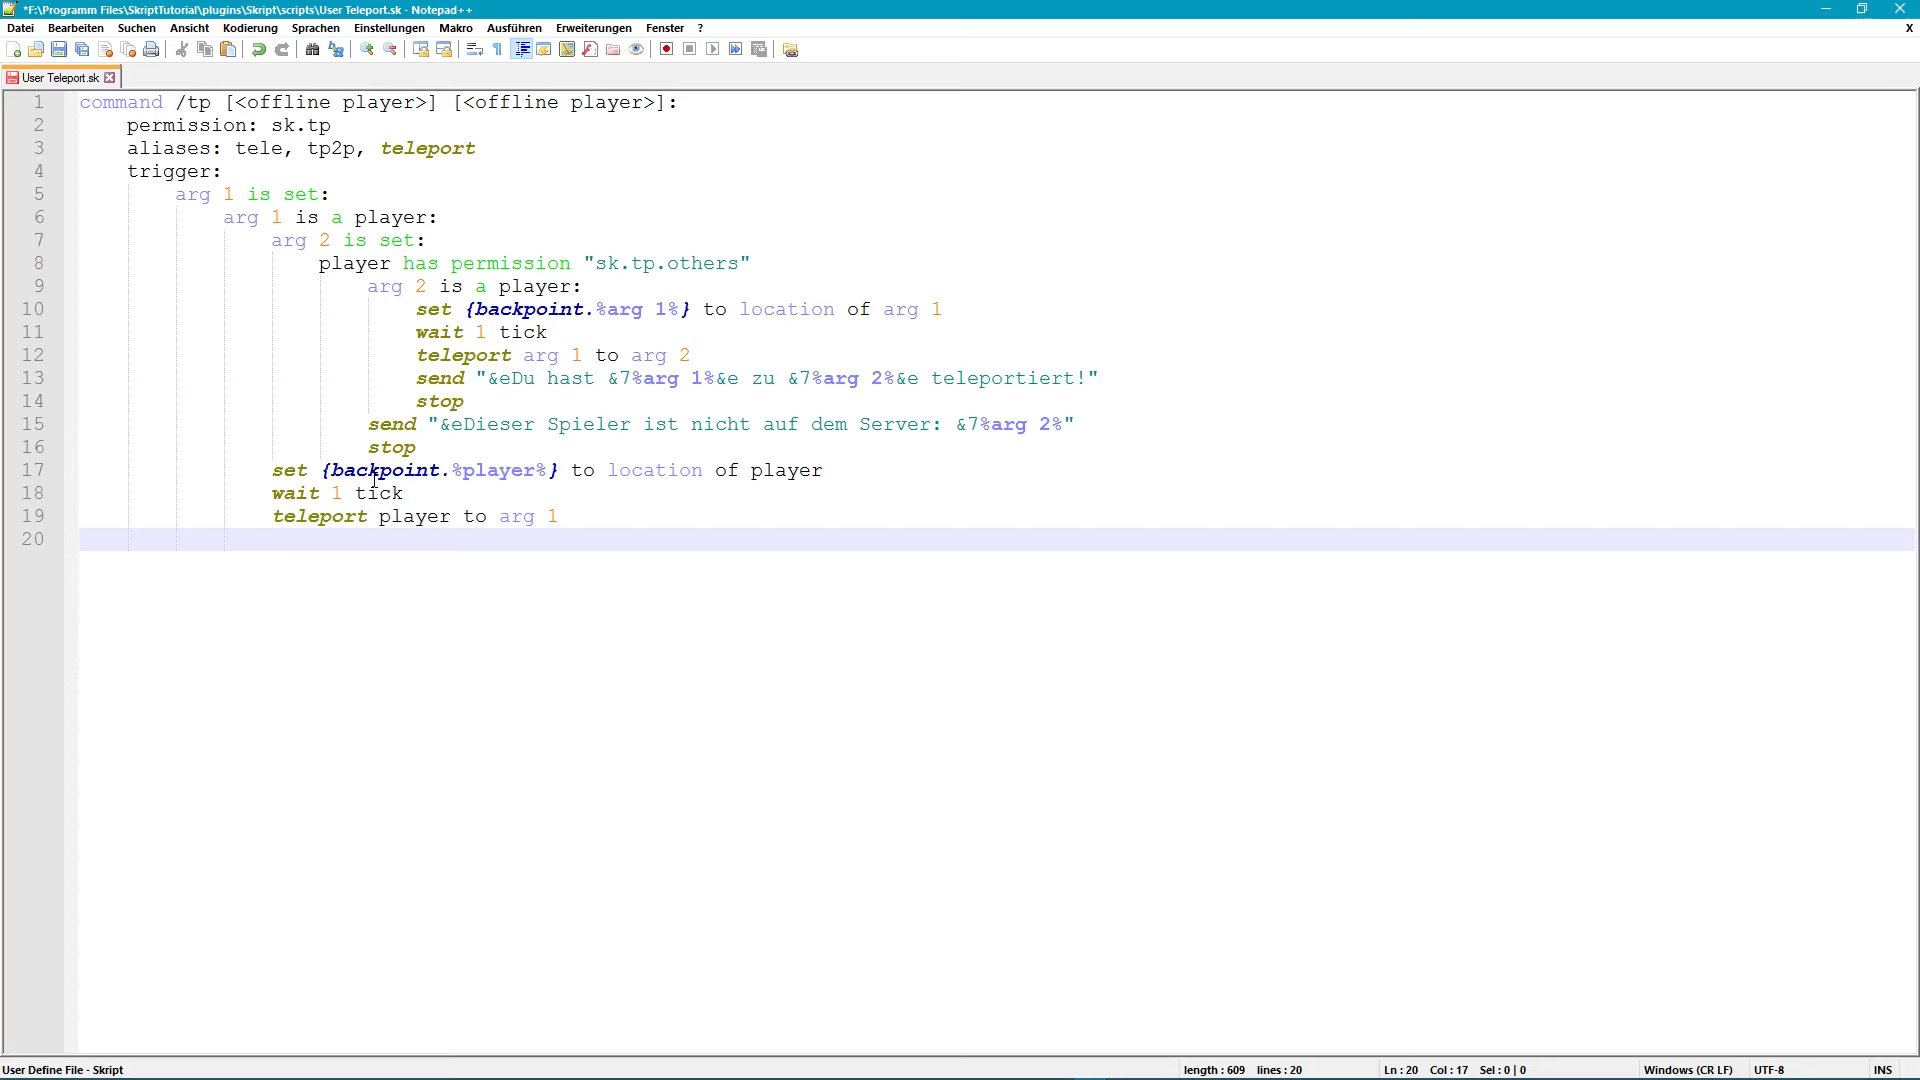 *F:\Programm Files\SkriptTutorial\plugins\Skript\scripts\User Teleport.sk - Notepad++
Datei Bearbeiten Suchen Ansicht Kodierung Sprachen Einstellungen Makro Ausführen Erweiterungen Fenster ? X
User Teleport.sk
1 command /tp [<offline player>] [<offline player>]:
2 permission: sk.tp
3 aliases: tele, tp2p, teleport
4 trigger:
5 arg 1 is set:
6 arg 1 is a player:
7 arg 2 is set:
8 player has permission "sk.tp.others"
9 arg 2 is a player:
10 set {backpoint.%arg 1%} to location of arg 1
11 wait 1 tick
12 teleport arg 1 to arg 2
13 send "&eDu hast &7%arg 1%&e zu &7%arg 2%&e teleportiert!"
14 stop
15 send "&eDieser Spieler ist nicht auf dem Server: &7%arg 2%"
16 stop
17 set {backpoint.%player%} to location of player
18 wait 1 tick
19 teleport player to arg 1
20
User Define File - Skript length : 609 lines : 20 Ln : 20 Col : 17 Sel : 0 | 0 Windows (CR LF) UTF-8 INS